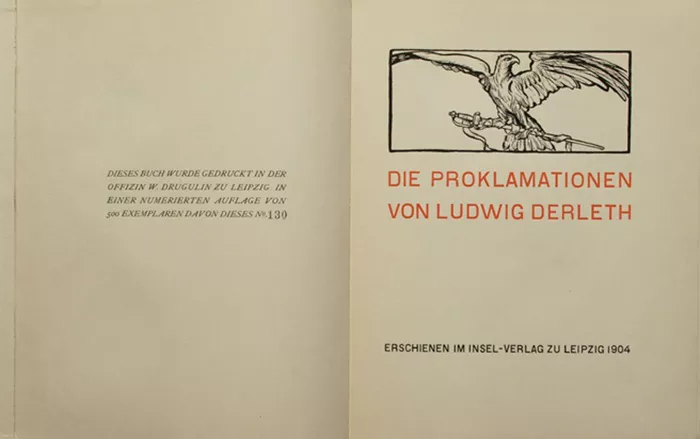 DIESES BUCH WURDE GEDRUCKT IN DER
OFFIZIN W. DRUGULIN ZU LEIPZIG. IN
EINER NUMERIERTEN AUFLAGE VON
500 EXEMPLAREN DAVON DIESES No. 130
DIE PROKLAMATIONEN
VON LUDWIG DERLETH
ERSCHIENEN IM INSEL-VERLAG ZU LEIPZIG 1904